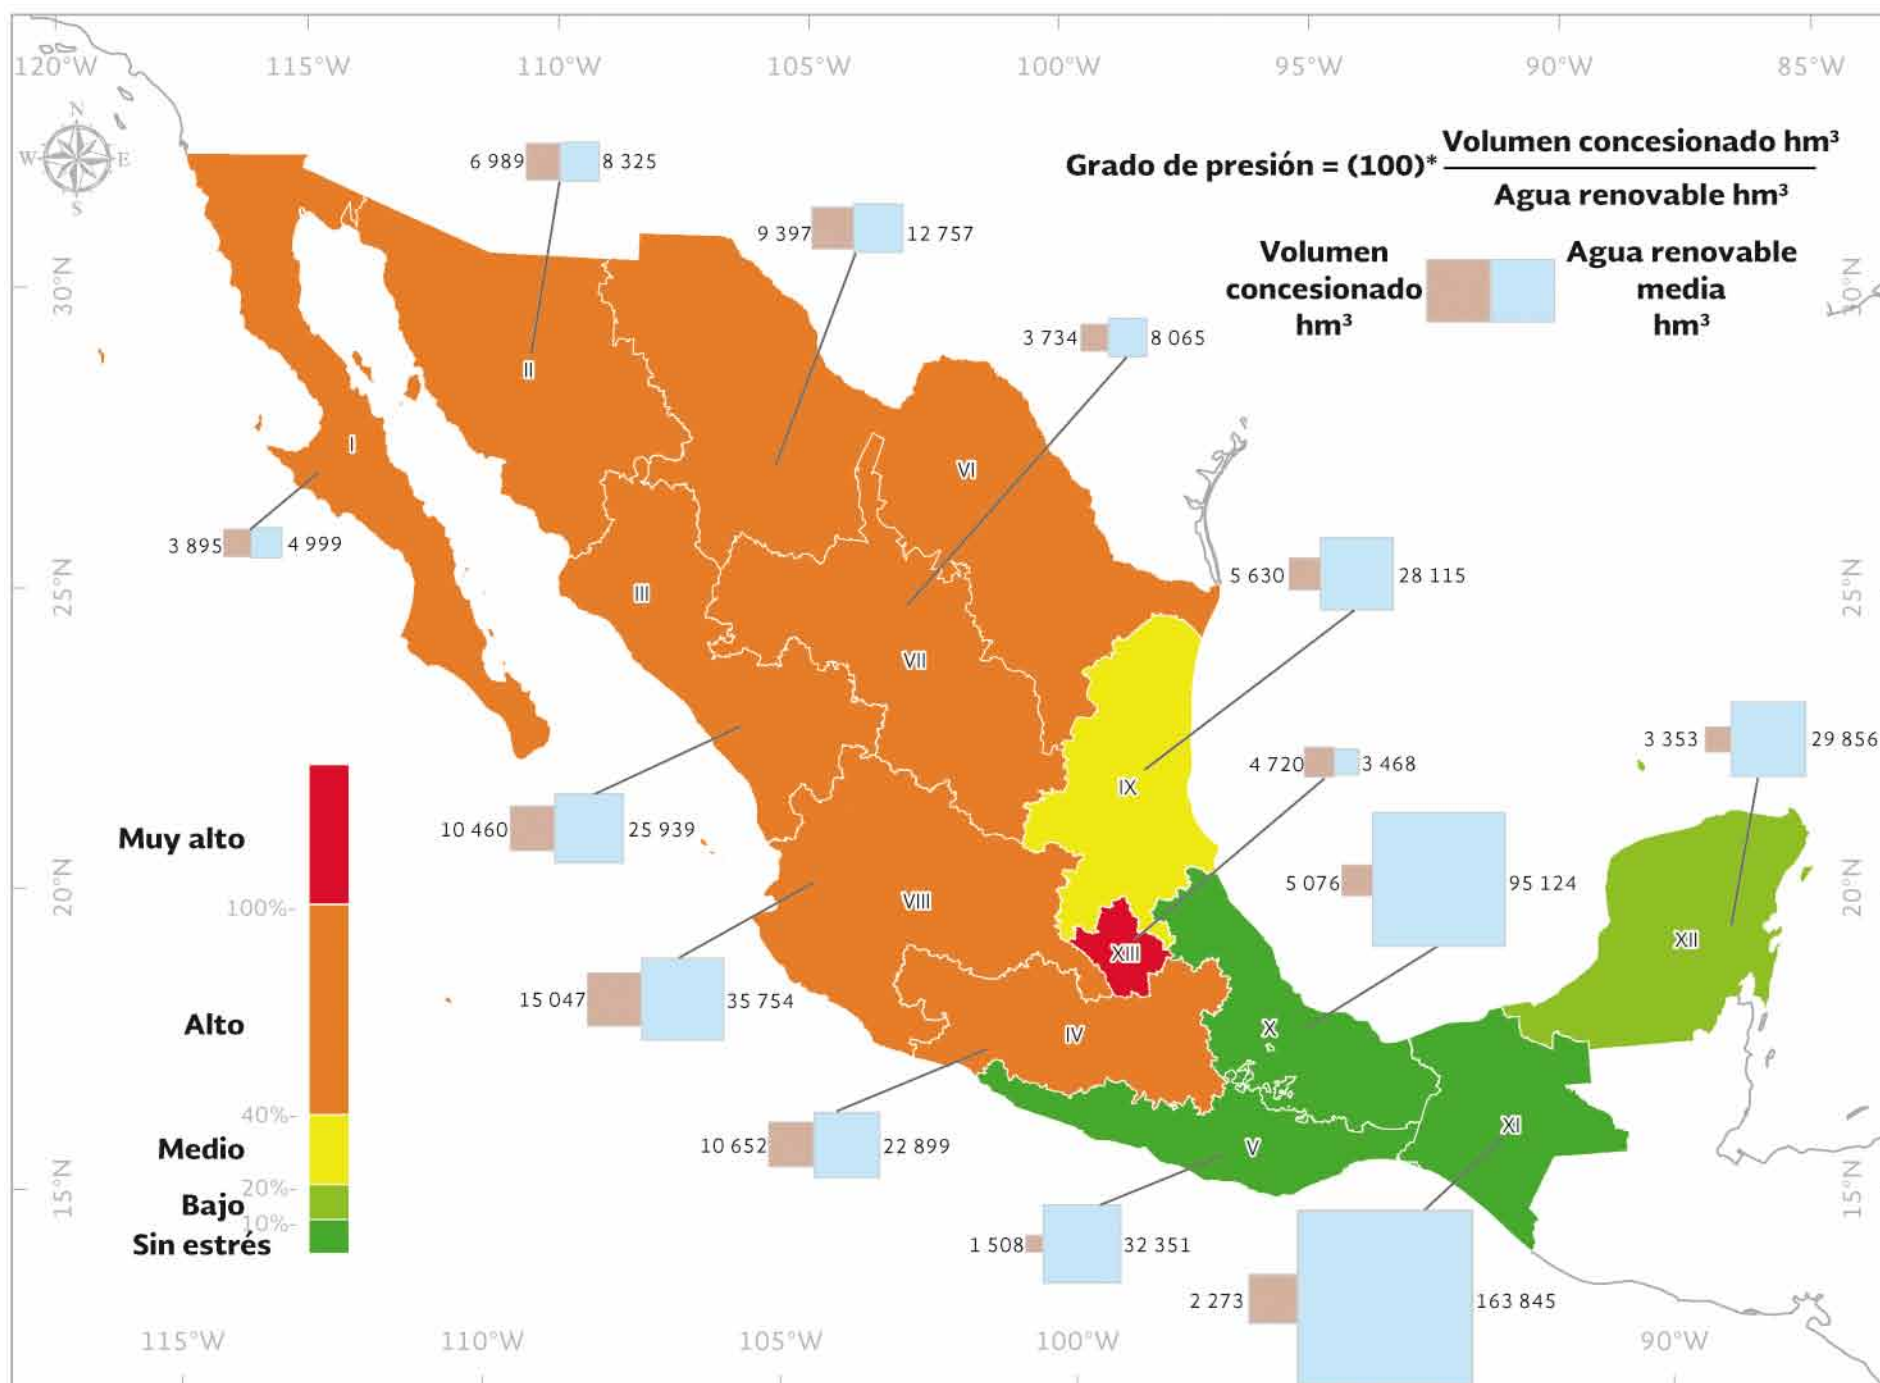 120°W 115°W 110°W 105°W 100°W 95°W 90°W 85°W
N
W E
S
Grado de presión = (100)* Volumen concesionado hm³
Agua renovable hm³
Volumen
concesionado
hm³
Agua renovable
media
hm³
6 989 8 325
9 397 12 757
3 734 8 065
3 895 4 999
5 630 28 115
3 353 29 856
4 720 3 468
10 460 25 939
5 076 95 124
15 047 35 754
10 652 22 899
1 508 32 351
2 273 163 845
I
II
III
IV
V
VI
VII
VIII
IX
X
XI
XII
XIII
Muy alto
100%-
Alto
40%-
Medio
20%-
Bajo
10%-
Sin estrés
30°N
25°N
20°N
15°N
30°N
25°N
20°N
15°N
115°W 110°W 105°W 100°W 90°W